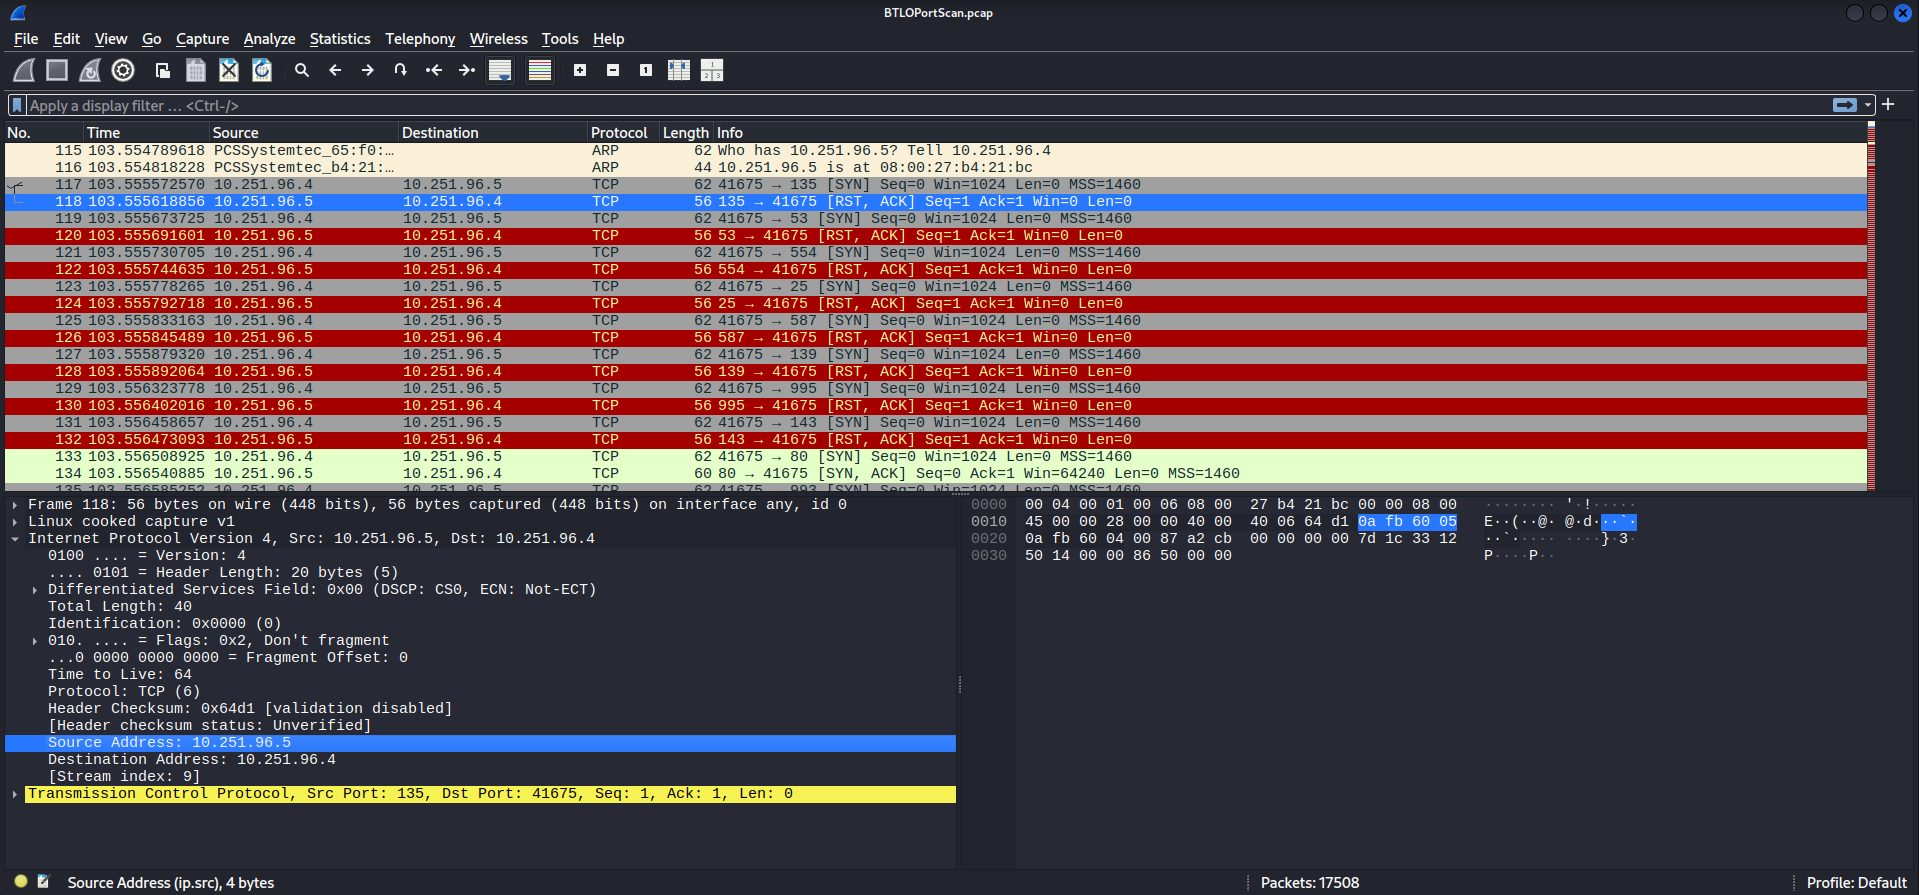 BTLOPortScan.pcap
File Edit View Go Capture Analyze Statistics Telephony Wireless Tools Help
Apply a display filter … <Ctrl-/>
No. Time Source Destination Protocol Length Info
115 103.554789618 PCSSystemtec_65:f0:… ARP 62 Who has 10.251.96.5? Tell 10.251.96.4
116 103.554818228 PCSSystemtec_b4:21:… ARP 44 10.251.96.5 is at 08:00:27:b4:21:bc
117 103.555572570 10.251.96.4 10.251.96.5 TCP 62 41675 → 135 [SYN] Seq=0 Win=1024 Len=0 MSS=1460
118 103.555618856 10.251.96.5 10.251.96.4 TCP 56 135 → 41675 [RST, ACK] Seq=1 Ack=1 Win=0 Len=0
119 103.555673725 10.251.96.4 10.251.96.5 TCP 62 41675 → 53 [SYN] Seq=0 Win=1024 Len=0 MSS=1460
120 103.555691601 10.251.96.5 10.251.96.4 TCP 56 53 → 41675 [RST, ACK] Seq=1 Ack=1 Win=0 Len=0
121 103.555730705 10.251.96.4 10.251.96.5 TCP 62 41675 → 554 [SYN] Seq=0 Win=1024 Len=0 MSS=1460
122 103.555744635 10.251.96.5 10.251.96.4 TCP 56 554 → 41675 [RST, ACK] Seq=1 Ack=1 Win=0 Len=0
123 103.555778265 10.251.96.4 10.251.96.5 TCP 62 41675 → 25 [SYN] Seq=0 Win=1024 Len=0 MSS=1460
124 103.555792718 10.251.96.5 10.251.96.4 TCP 56 25 → 41675 [RST, ACK] Seq=1 Ack=1 Win=0 Len=0
125 103.555833163 10.251.96.4 10.251.96.5 TCP 62 41675 → 587 [SYN] Seq=0 Win=1024 Len=0 MSS=1460
126 103.555845489 10.251.96.5 10.251.96.4 TCP 56 587 → 41675 [RST, ACK] Seq=1 Ack=1 Win=0 Len=0
127 103.555879320 10.251.96.4 10.251.96.5 TCP 62 41675 → 139 [SYN] Seq=0 Win=1024 Len=0 MSS=1460
128 103.555892064 10.251.96.5 10.251.96.4 TCP 56 139 → 41675 [RST, ACK] Seq=1 Ack=1 Win=0 Len=0
129 103.556323778 10.251.96.4 10.251.96.5 TCP 62 41675 → 995 [SYN] Seq=0 Win=1024 Len=0 MSS=1460
130 103.556402016 10.251.96.5 10.251.96.4 TCP 56 995 → 41675 [RST, ACK] Seq=1 Ack=1 Win=0 Len=0
131 103.556458657 10.251.96.4 10.251.96.5 TCP 62 41675 → 143 [SYN] Seq=0 Win=1024 Len=0 MSS=1460
132 103.556473093 10.251.96.5 10.251.96.4 TCP 56 143 → 41675 [RST, ACK] Seq=1 Ack=1 Win=0 Len=0
133 103.556508925 10.251.96.4 10.251.96.5 TCP 62 41675 → 80 [SYN] Seq=0 Win=1024 Len=0 MSS=1460
134 103.556540885 10.251.96.5 10.251.96.4 TCP 60 80 → 41675 [SYN, ACK] Seq=0 Ack=1 Win=64240 Len=0 MSS=1460
135 103.556585252 10.251.96.4 10.251.96.5 TCP 62 41675 → 993 [SYN] Seq=0 Win=1024 Len=0 MSS=1460
Frame 118: 56 bytes on wire (448 bits), 56 bytes captured (448 bits) on interface any, id 0
Linux cooked capture v1
Internet Protocol Version 4, Src: 10.251.96.5, Dst: 10.251.96.4
0100 .... = Version: 4
.... 0101 = Header Length: 20 bytes (5)
Differentiated Services Field: 0x00 (DSCP: CS0, ECN: Not-ECT)
Total Length: 40
Identification: 0x0000 (0)
010. .... = Flags: 0x2, Don't fragment
...0 0000 0000 0000 = Fragment Offset: 0
Time to Live: 64
Protocol: TCP (6)
Header Checksum: 0x64d1 [validation disabled]
[Header checksum status: Unverified]
Source Address: 10.251.96.5
Destination Address: 10.251.96.4
[Stream index: 9]
Transmission Control Protocol, Src Port: 135, Dst Port: 41675, Seq: 1, Ack: 1, Len: 0
0000 00 04 00 01 00 06 08 00 27 b4 21 bc 00 00 08 00 ········ '·!·····
0010 45 00 00 28 00 00 40 00 40 06 64 d1 0a fb 60 05 E··(··@· @·d···`·
0020 0a fb 60 04 00 87 a2 cb 00 00 00 00 7d 1c 33 12 ··`····· ····}·3·
0030 50 14 00 00 86 50 00 00 P····P··
Source Address (ip.src), 4 bytes
Packets: 17508
Profile: Default